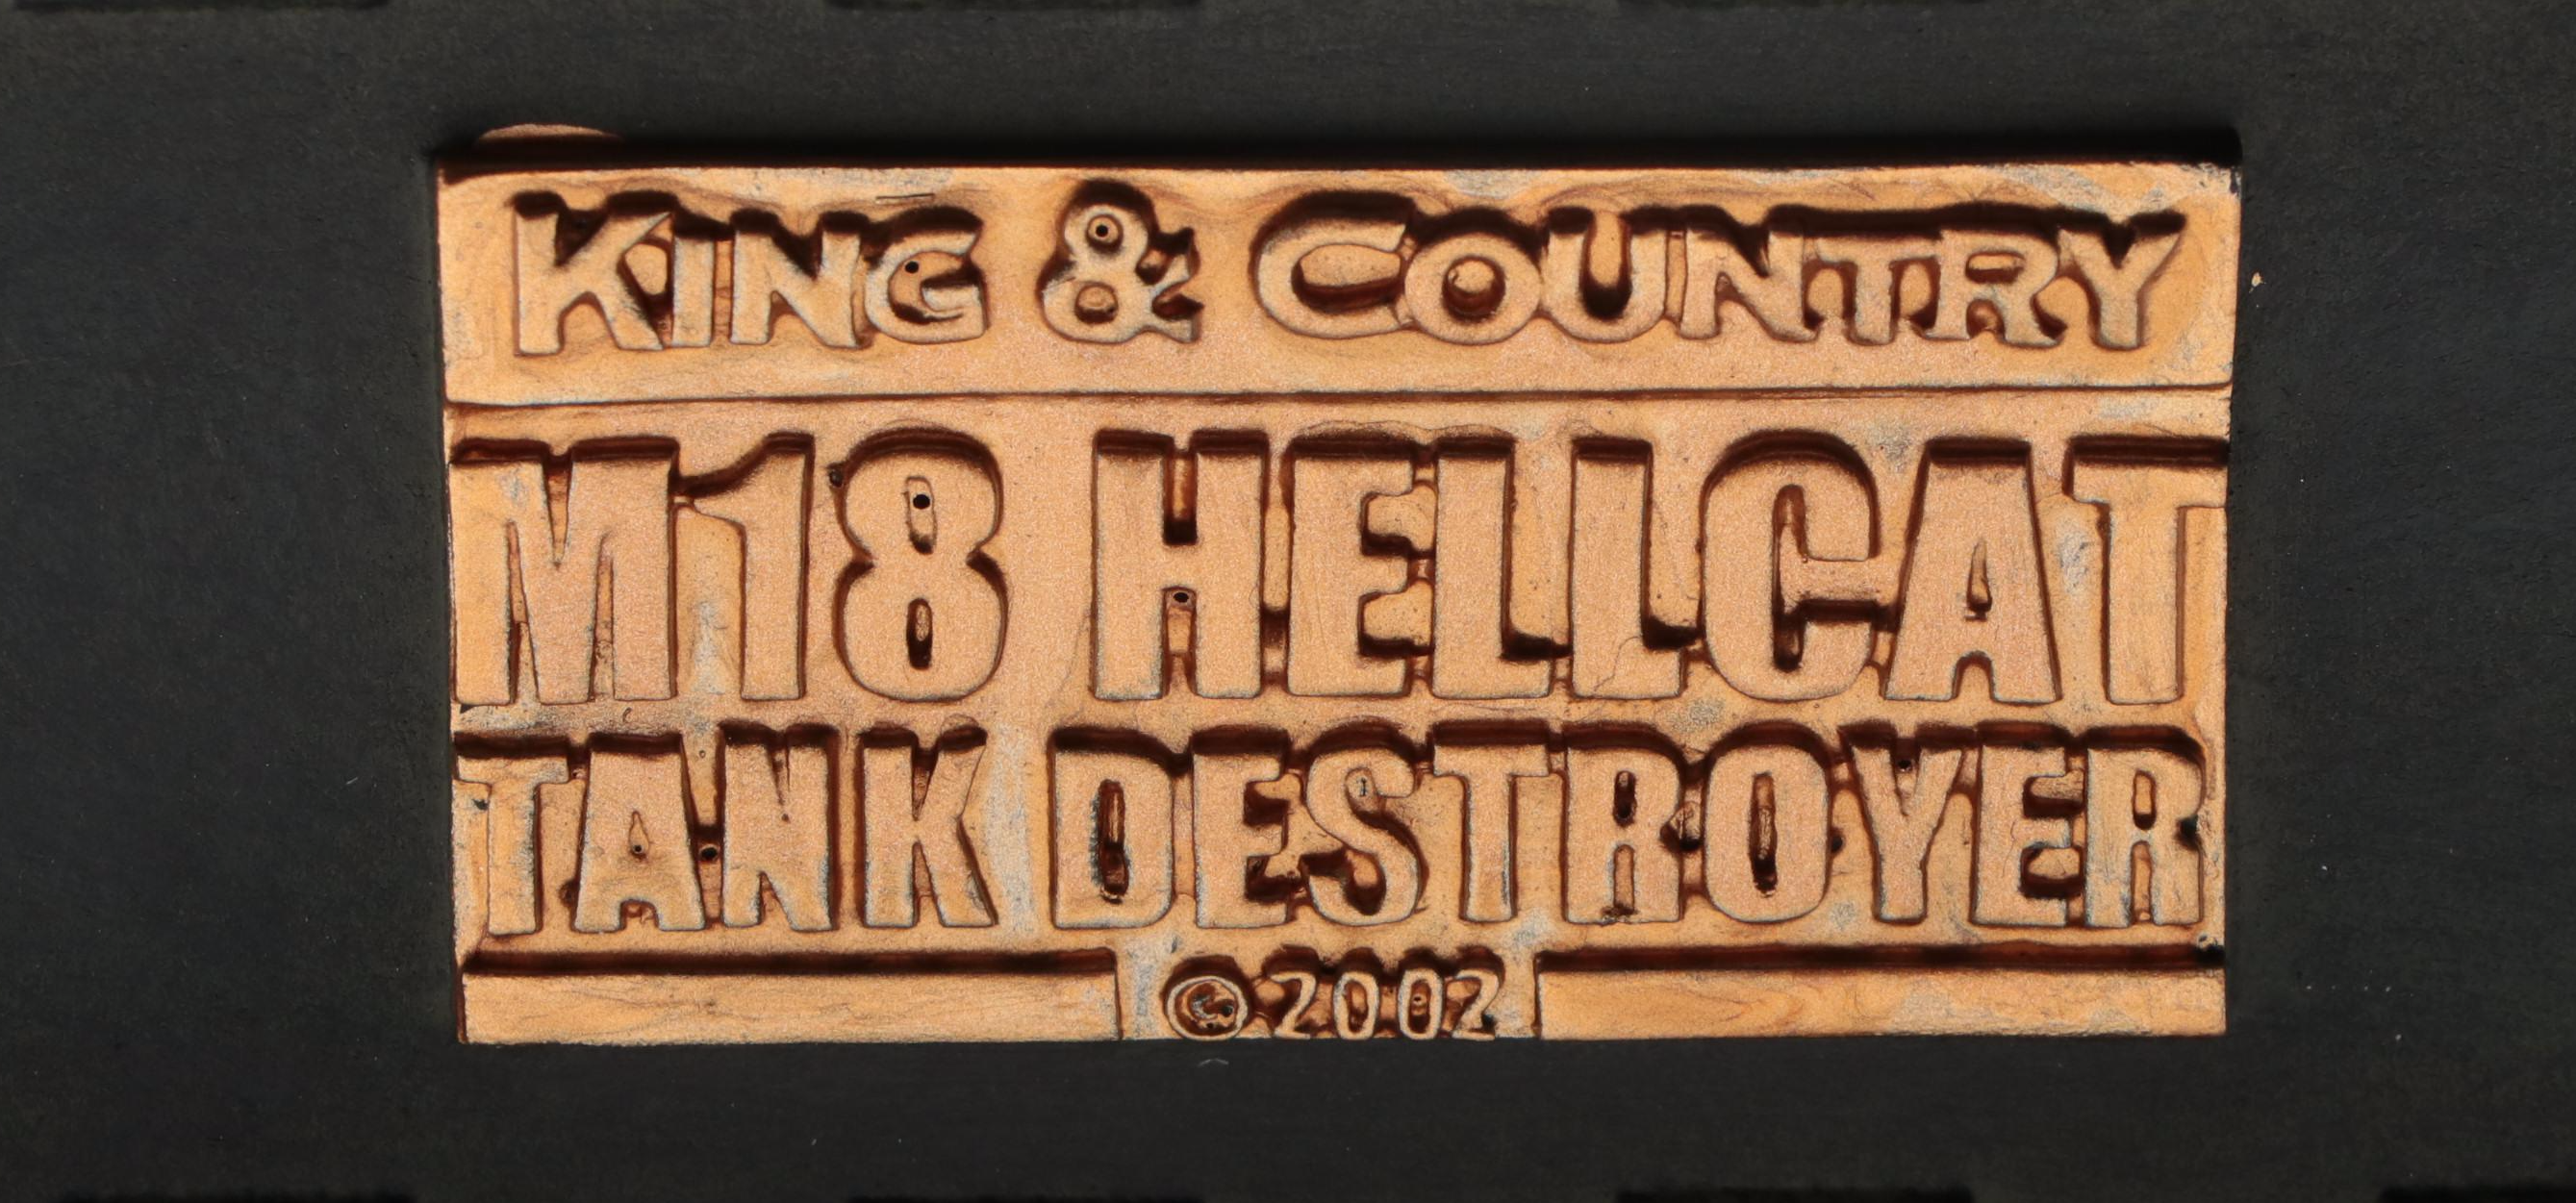 KING & COUNTRY
M18 HELLCAT
TANK DESTROYER
© 2002